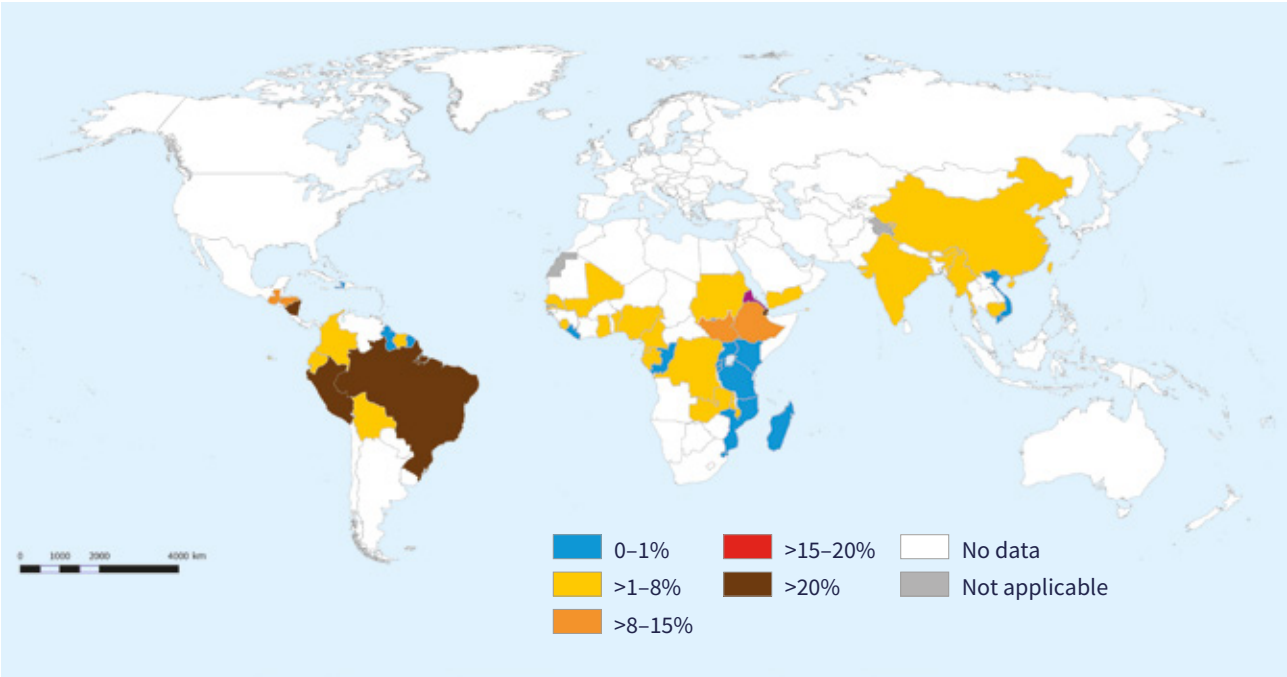 0 1000 2000 4000 km
0–1%
>1–8%
>8–15%
>15–20%
>20%
No data
Not applicable